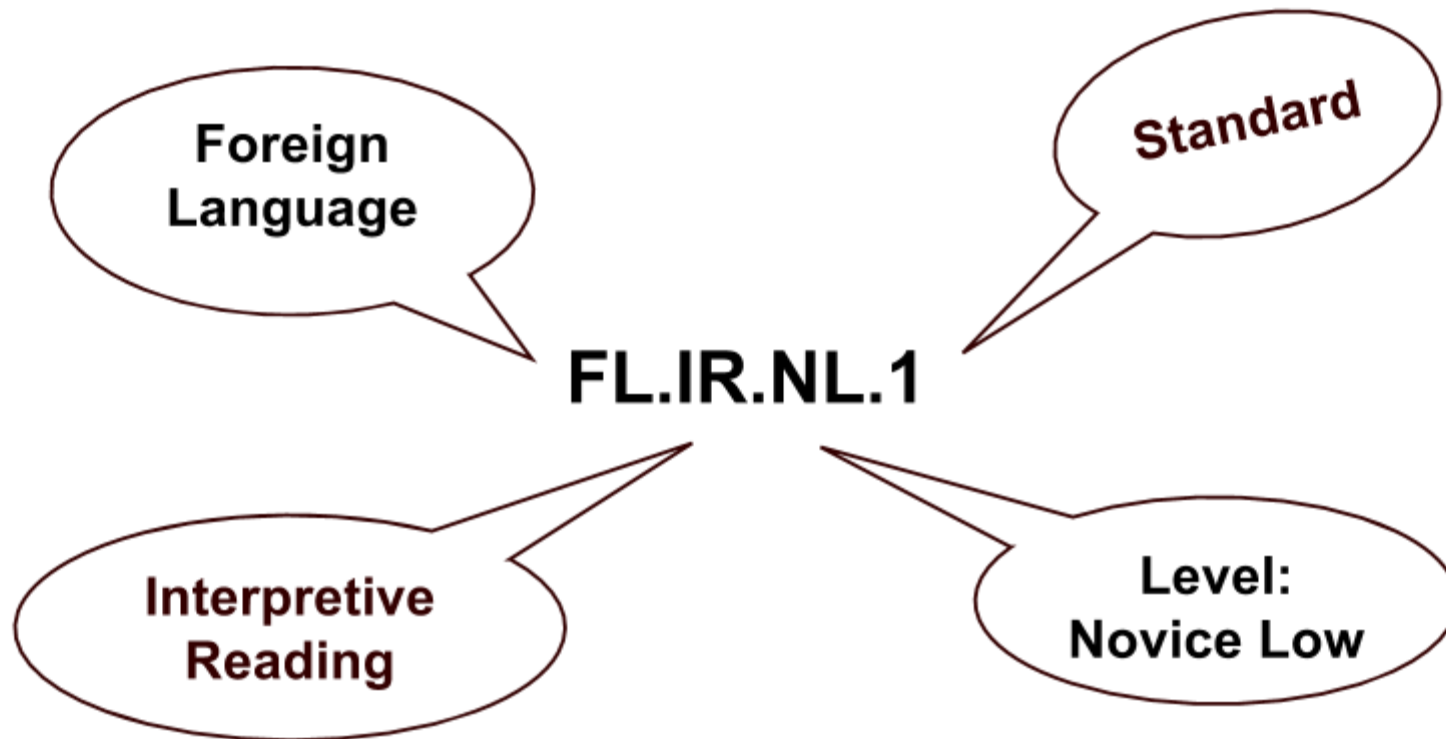 Foreign
Language
Standard
FL.IR.NL.1
Interpretive
Reading
Level:
Novice Low